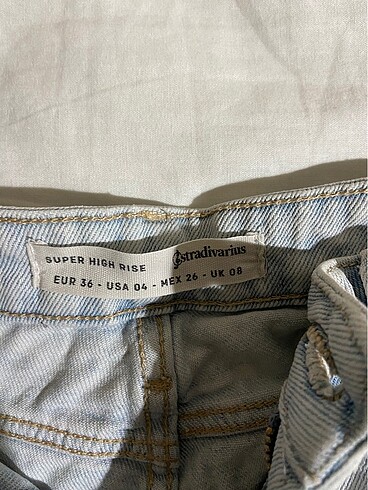 SUPER HIGH RISE stradivarius
EUR 36 - USA 04 - MEX 26 - UK 08